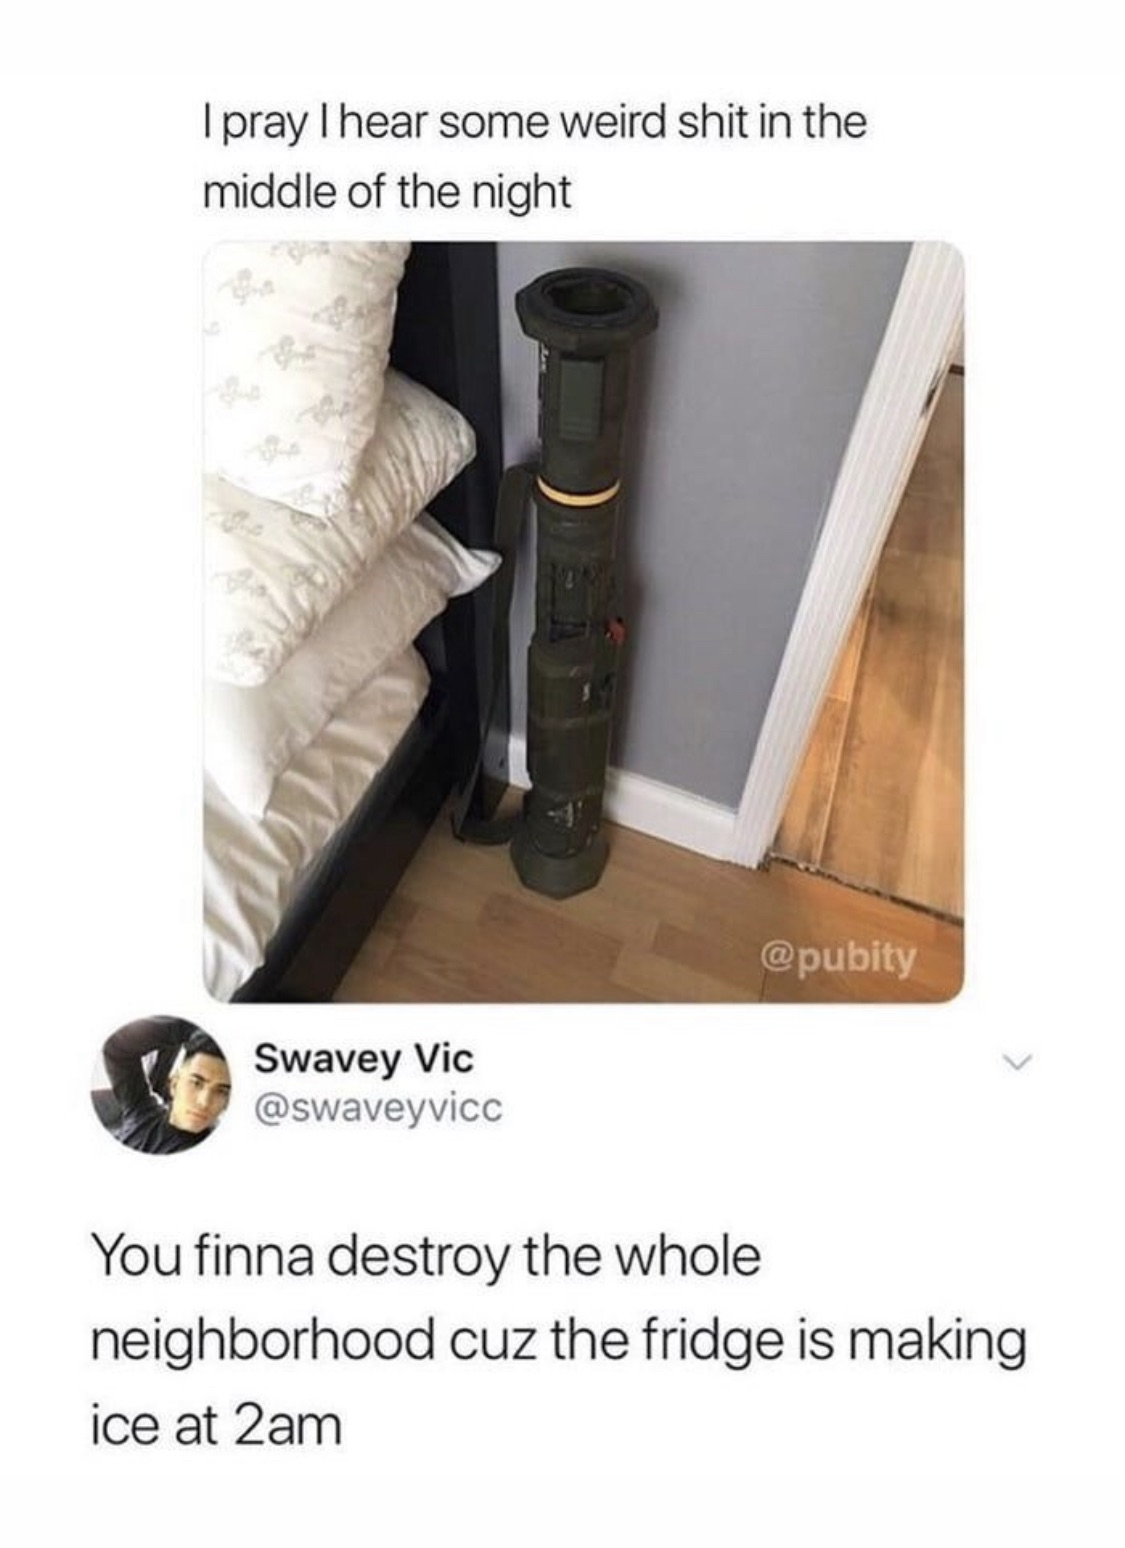 I pray I hear some weird shit in the
middle of the night
@pubity
Swavey Vic
@swaveyvicc
You finna destroy the whole
neighborhood cuz the fridge is making
ice at 2am